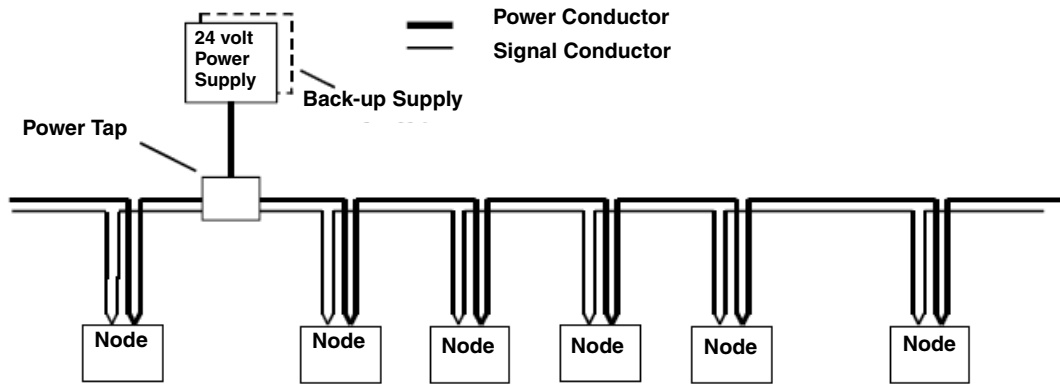 Power Conductor
Signal Conductor
24 volt
Power
Supply
Back-up Supply
Power Tap
Node
Node
Node
Node
Node
Node